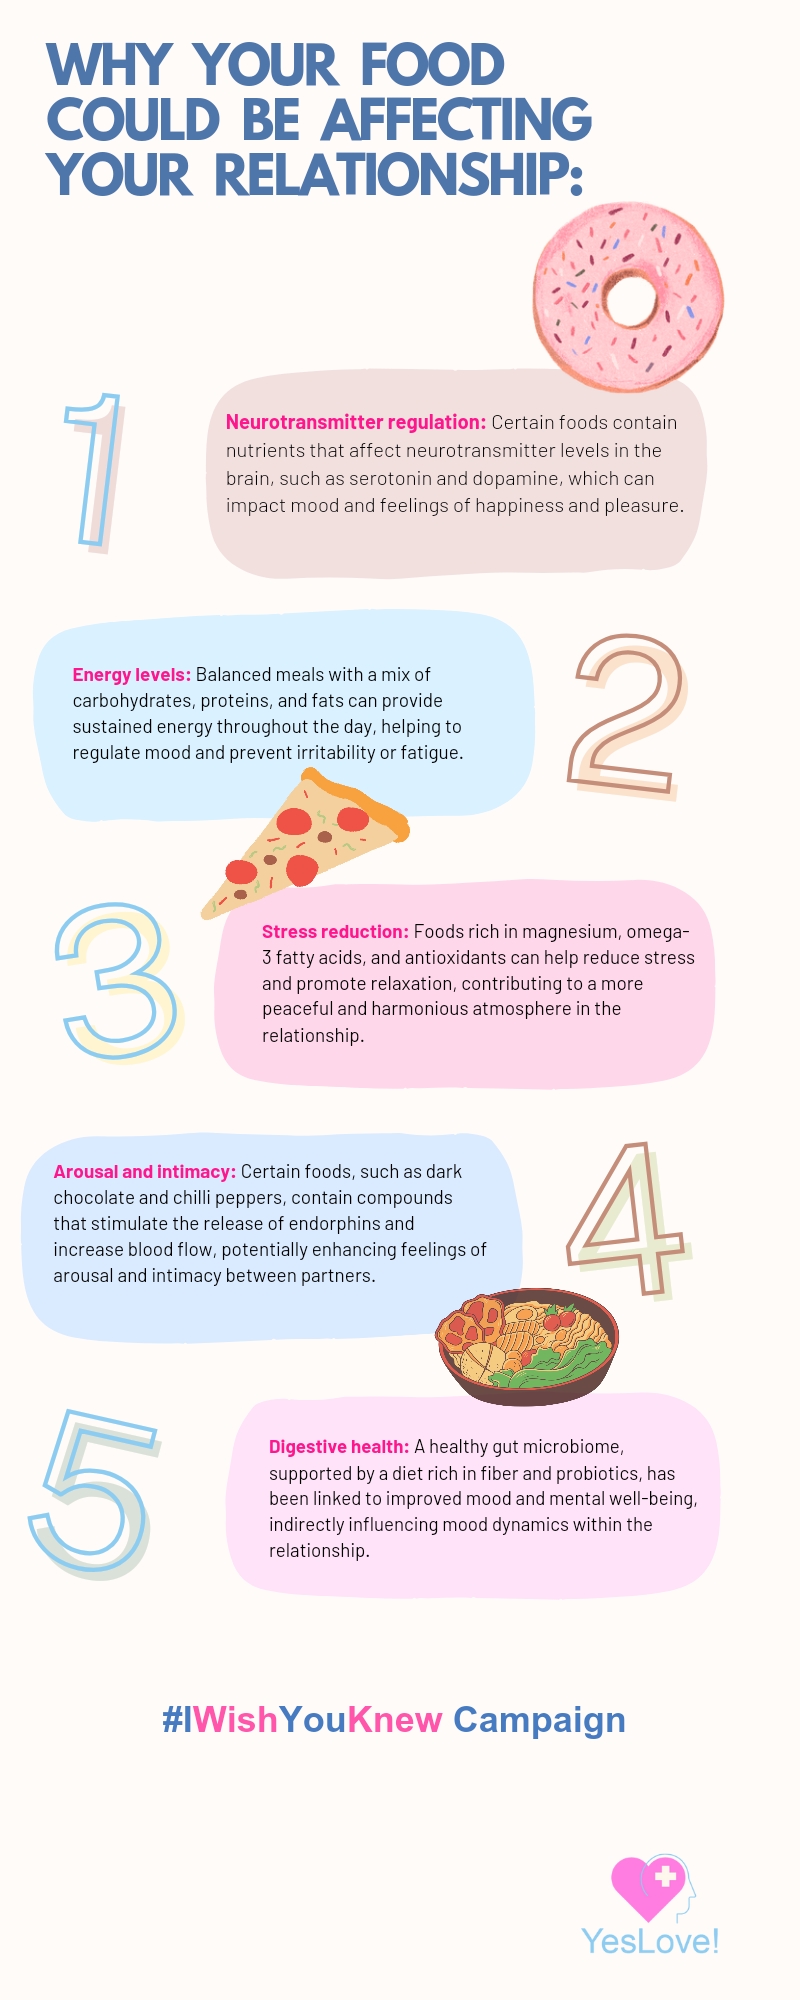 WHY YOUR FOOD
COULD BE AFFECTING
YOUR RELATIONSHIP:
1
Neurotransmitter regulation: Certain foods contain
nutrients that affect neurotransmitter levels in the
brain, such as serotonin and dopamine, which can
impact mood and feelings of happiness and pleasure.
2
Energy levels: Balanced meals with a mix of
carbohydrates, proteins, and fats can provide
sustained energy throughout the day, helping to
regulate mood and prevent irritability or fatigue.
3
Stress reduction: Foods rich in magnesium, omega-
3 fatty acids, and antioxidants can help reduce stress
and promote relaxation, contributing to a more
peaceful and harmonious atmosphere in the
relationship.
4
Arousal and intimacy: Certain foods, such as dark
chocolate and chilli peppers, contain compounds
that stimulate the release of endorphins and
increase blood flow, potentially enhancing feelings of
arousal and intimacy between partners.
5
Digestive health: A healthy gut microbiome,
supported by a diet rich in fiber and probiotics, has
been linked to improved mood and mental well-being,
indirectly influencing mood dynamics within the
relationship.
#IWishYouKnew Campaign
YesLove!